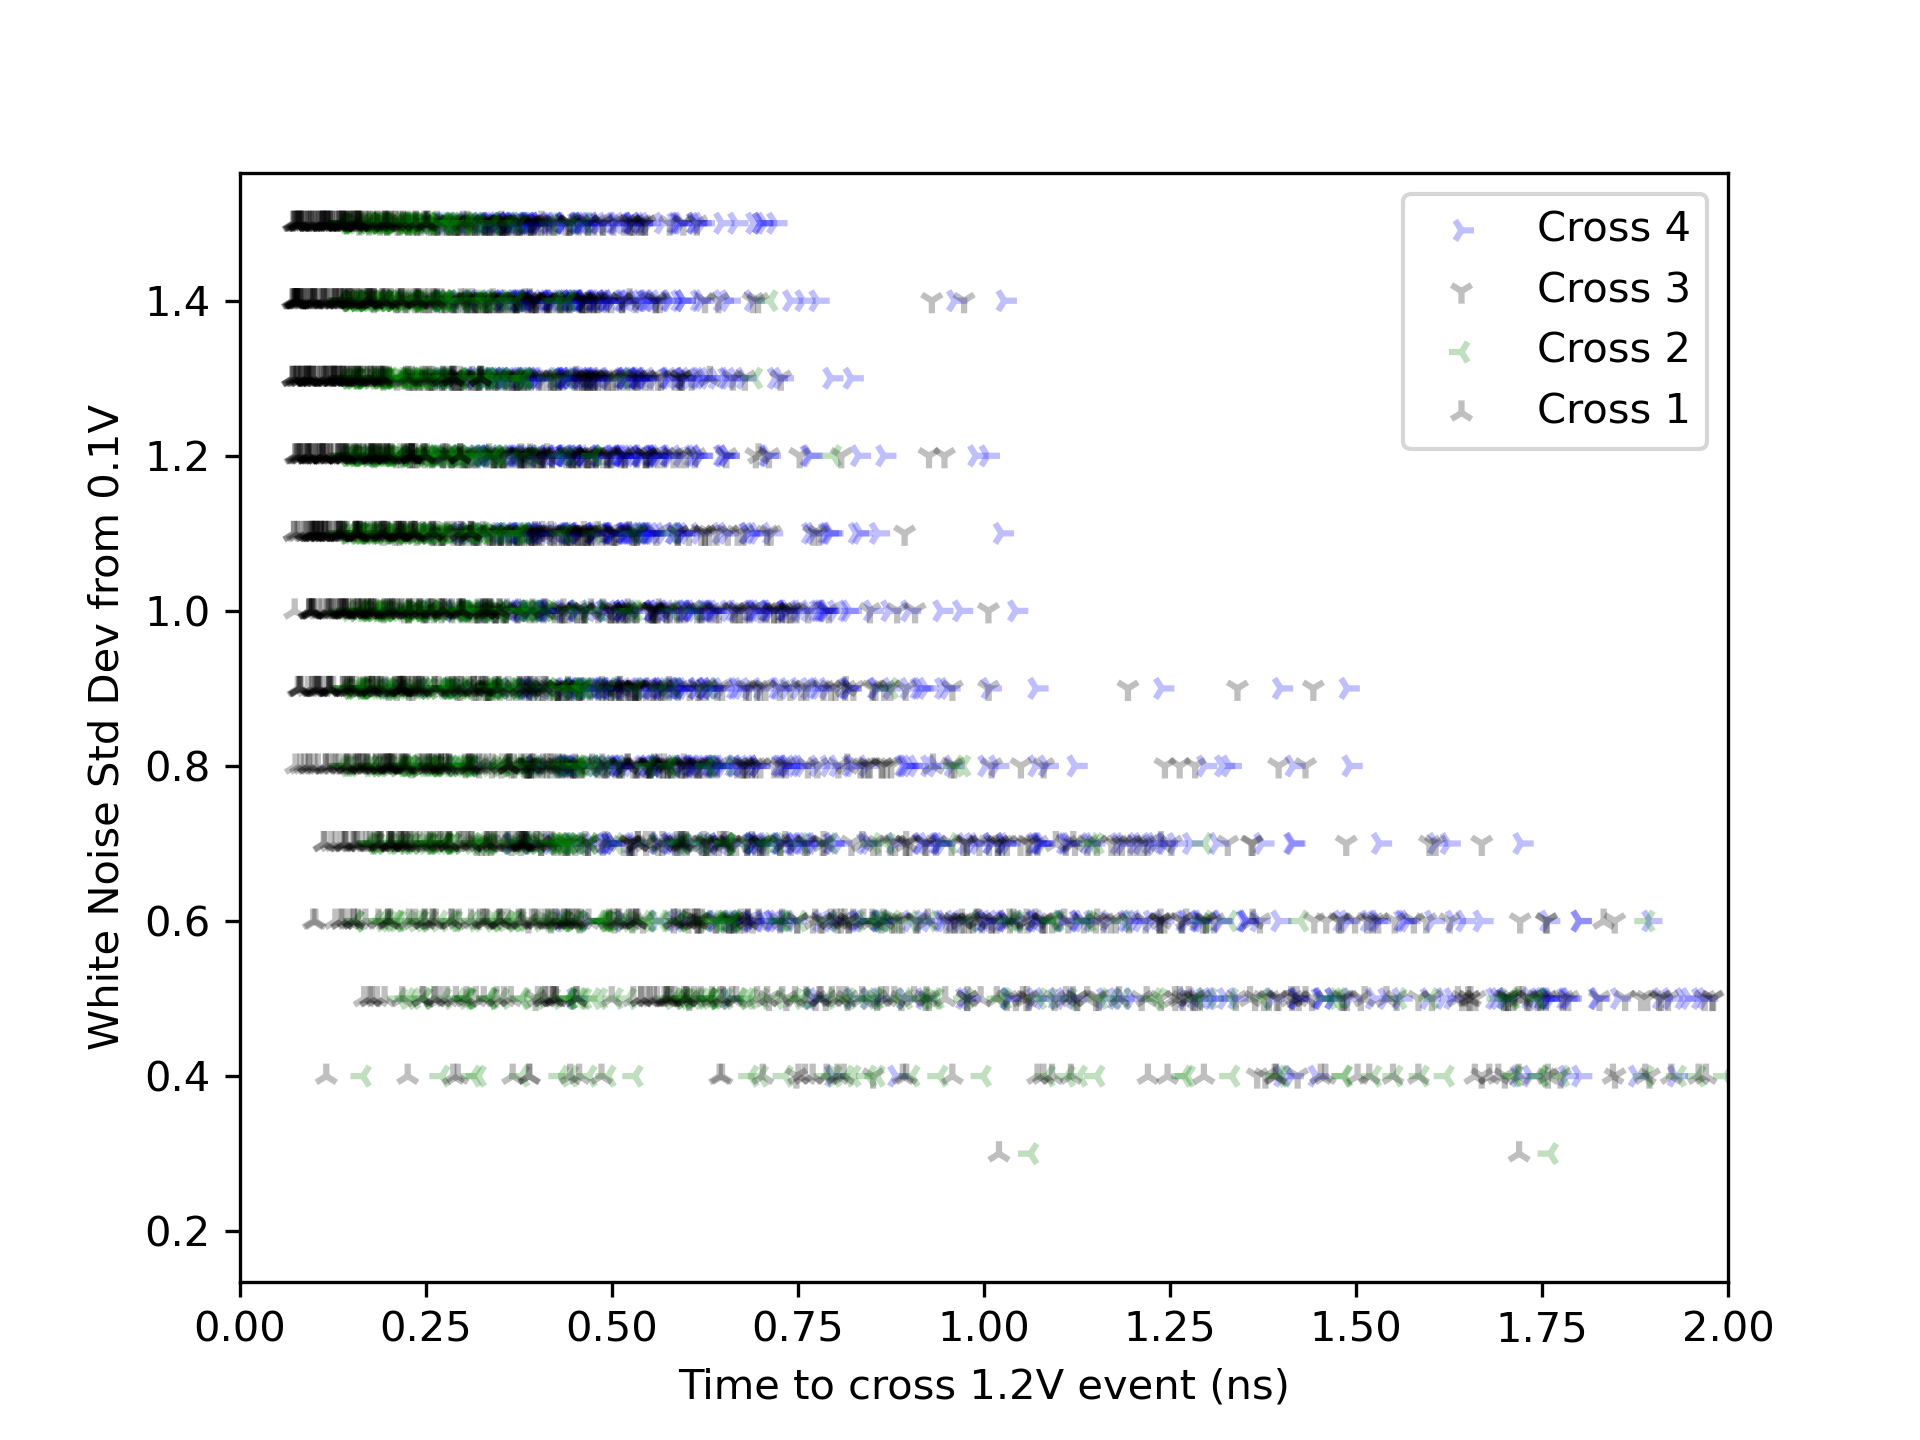 Cross 4
Cross 3
Cross 2
Cross 1
White Noise Std Dev from 0.1V
1.4
1.2
1.0
0.8
0.6
0.4
0.2
0.00 0.25 0.50 0.75 1.00 1.25 1.50 1.75 2.00
Time to cross 1.2V event (ns)